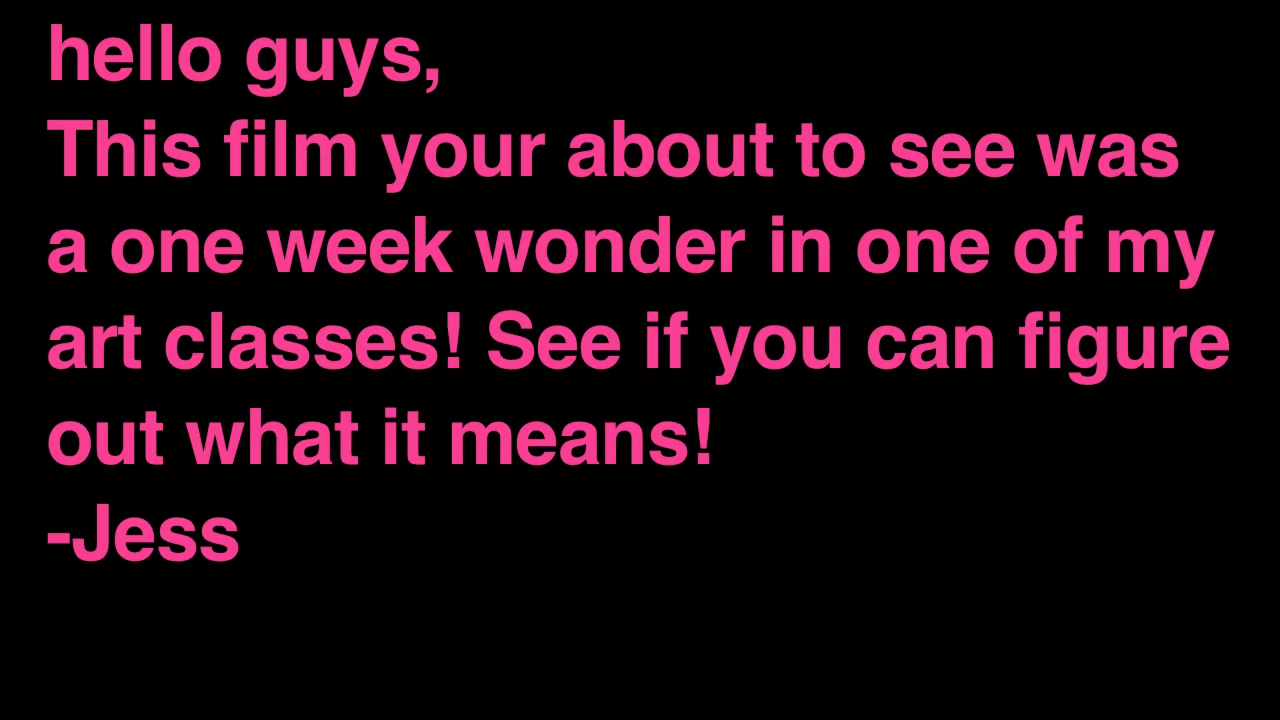 hello guys,
This film your about to see was
a one week wonder in one of my
art classes! See if you can figure
out what it means!
-Jess